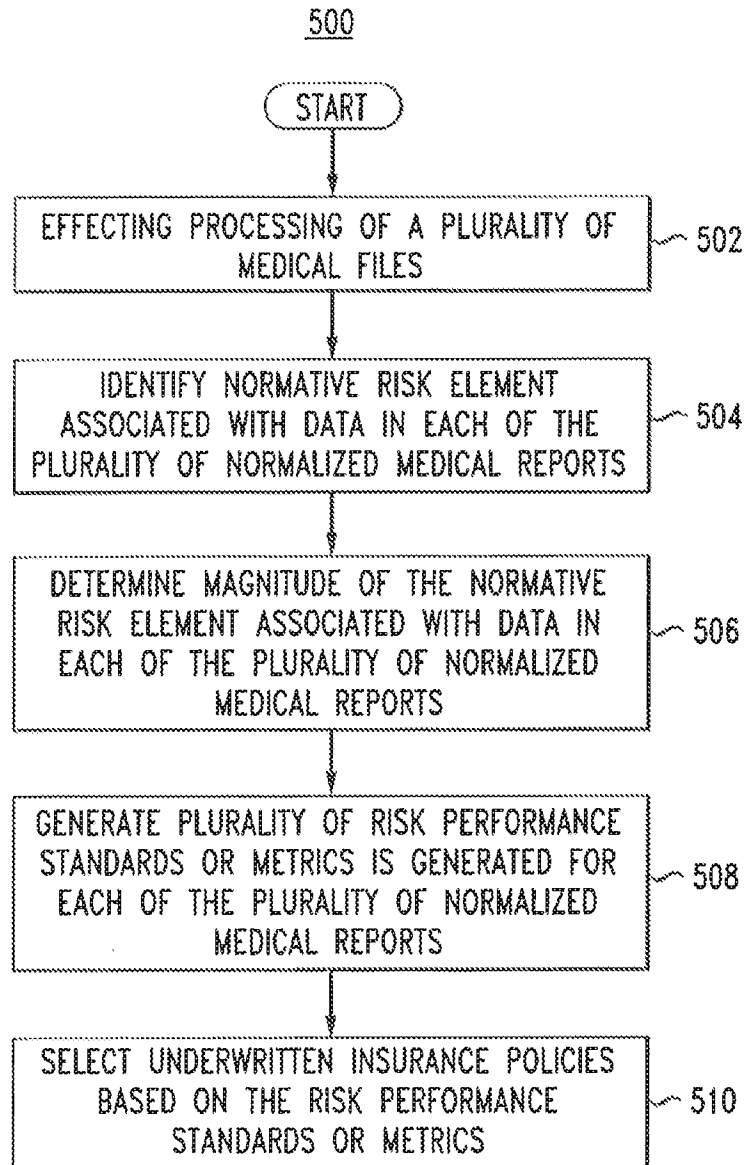 500
START
EFFECTING PROCESSING OF A PLURALITY OF
MEDICAL FILES
502
IDENTIFY NORMATIVE RISK ELEMENT
ASSOCIATED WITH DATA IN EACH OF THE
PLURALITY OF NORMALIZED MEDICAL REPORTS
504
DETERMINE MAGNITUDE OF THE NORMATIVE
RISK ELEMENT ASSOCIATED WITH DATA IN
EACH OF THE PLURALITY OF NORMALIZED
MEDICAL REPORTS
506
GENERATE PLURALITY OF RISK PERFORMANCE
STANDARDS OR METRICS IS GENERATED FOR
EACH OF THE PLURALITY OF NORMALIZED
MEDICAL REPORTS
508
SELECT UNDERWRITTEN INSURANCE POLICIES
BASED ON THE RISK PERFORMANCE
STANDARDS OR METRICS
510